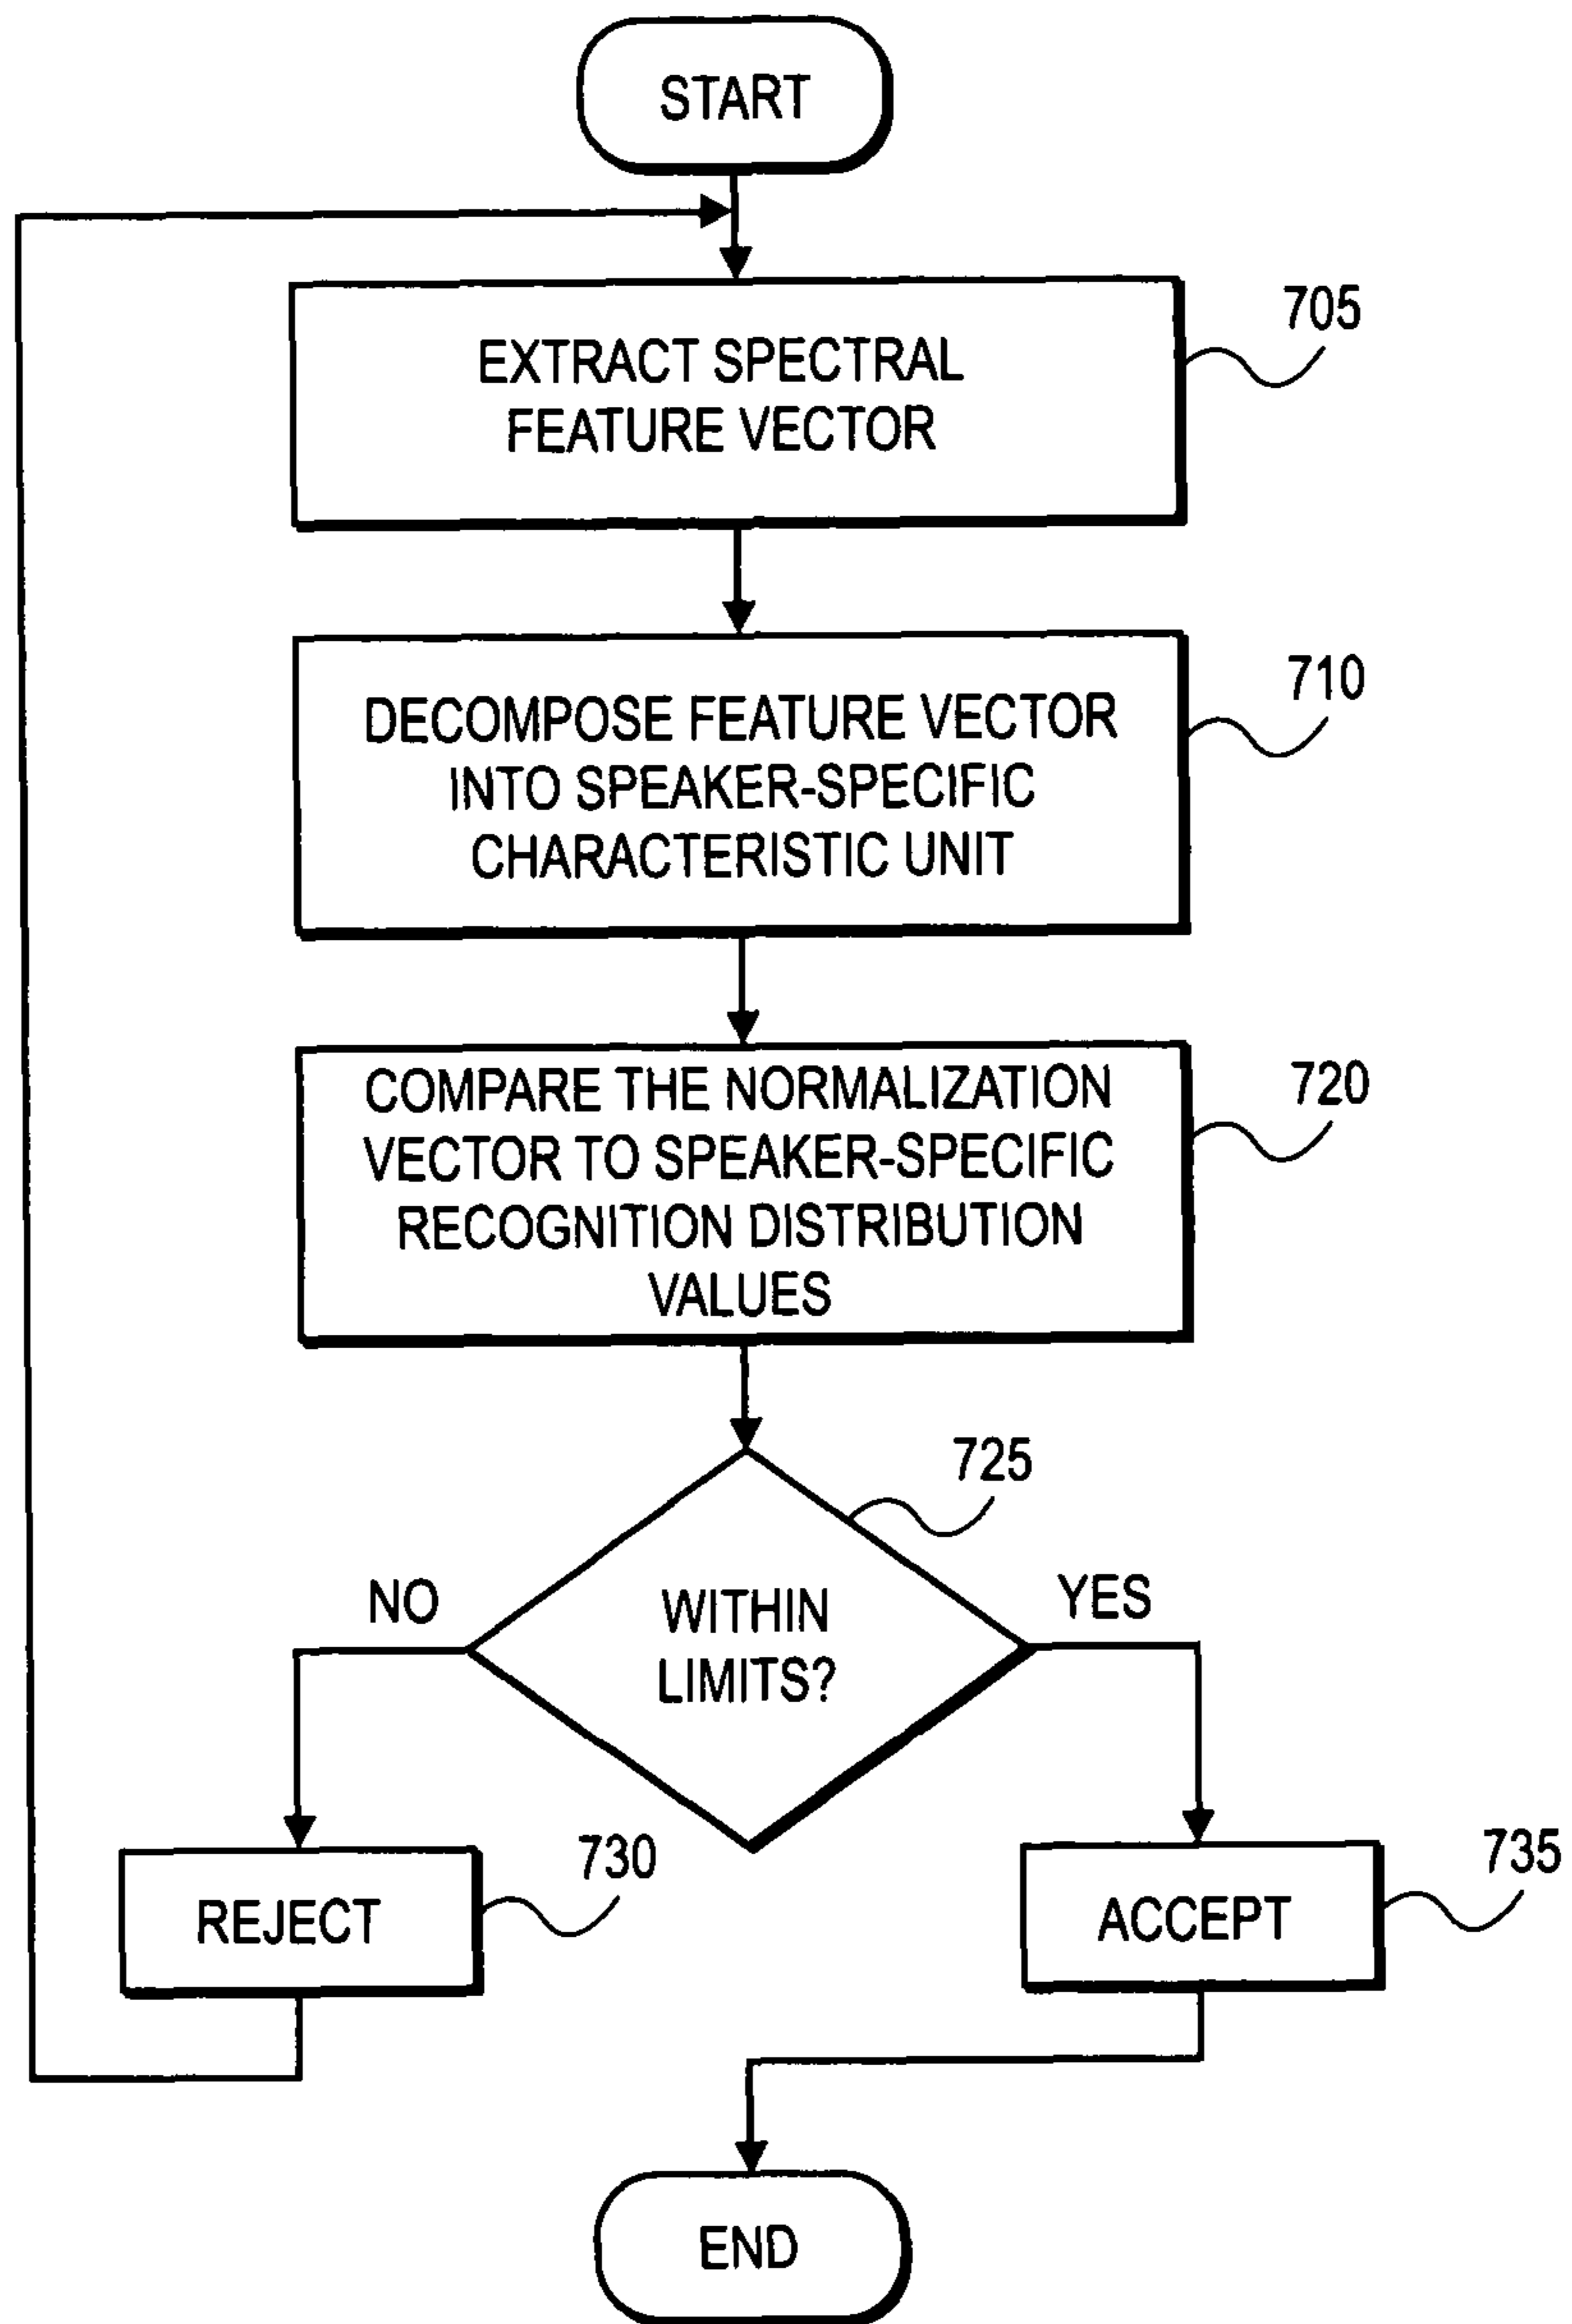 START
705
EXTRACT SPECTRAL
FEATURE VECTOR
710
DECOMPOSE FEATURE VECTOR
INTO SPEAKER-SPECIFIC
CHARACTERISTIC UNIT
720
COMPARE THE NORMALIZATION
VECTOR TO SPEAKER-SPECIFIC
RECOGNITION DISTRIBUTION
VALUES
725
NO
WITHIN
LIMITS?
YES
730
REJECT
735
ACCEPT
END